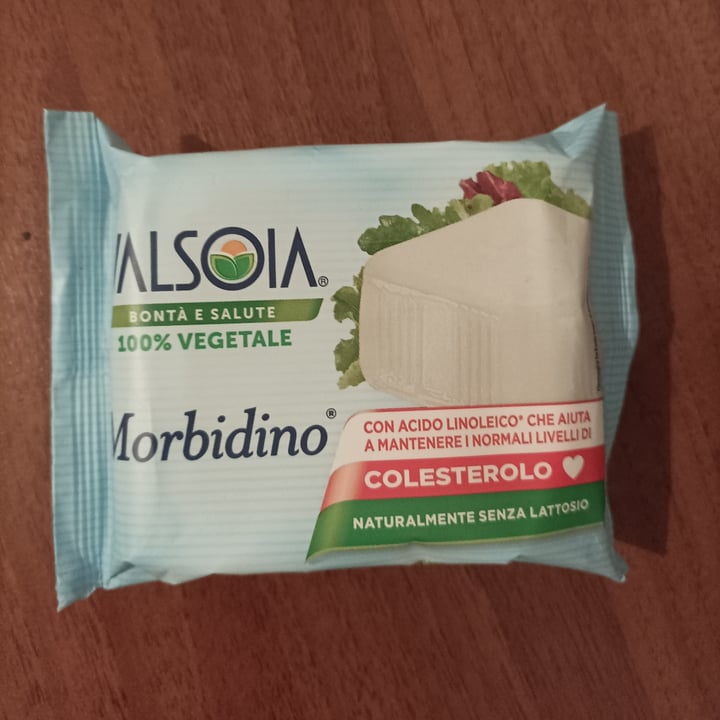 VALSOIA®
BONTÀ E SALUTE
100% VEGETALE
Morbidino®
CON ACIDO LINOLEICO* CHE AIUTA
A MANTENERE I NORMALI LIVELLI DI
COLESTEROLO
NATURALMENTE SENZA LATTOSIO